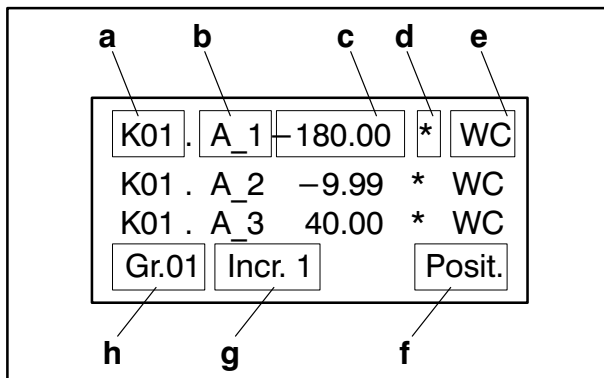 a b c d e
K01 . A_1 −180.00 * WC
K01 . A_2 −9.99 * WC
K01 . A_3 40.00 * WC
Gr.01 Incr. 1 Posit.
h g f